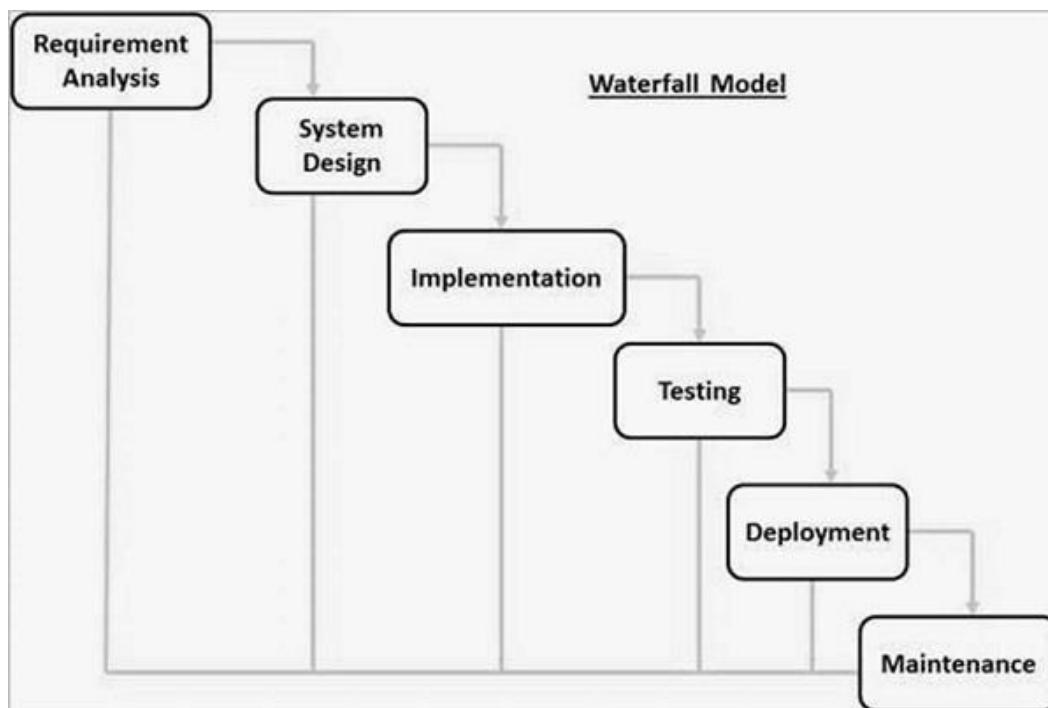 Requirement
Analysis
Waterfall Model
System
Design
Implementation
Testing
Deployment
Maintenance